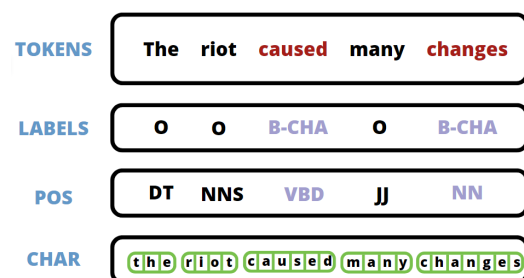 TOKENS The riot caused many changes
LABELS O O B-CHA O B-CHA
POS DT NNS VBD JJ NN
CHAR the riot caused many changes